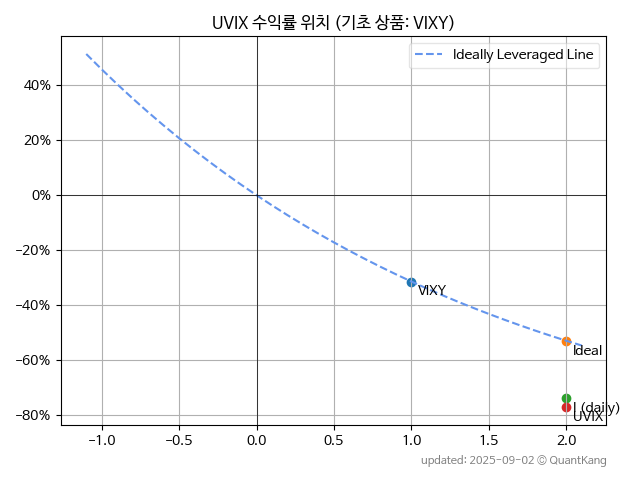 UVIX 수익률 위치 (기초 상품: VIXY)
Ideally Leveraged Line
40%
20%
0%
−20%
−40%
−60%
−80%
VIXY
Ideal
(daily)
UVIX
−1.0
−0.5
0.0
0.5
1.0
1.5
2.0
updated: 2025-09-02 © QuantKang